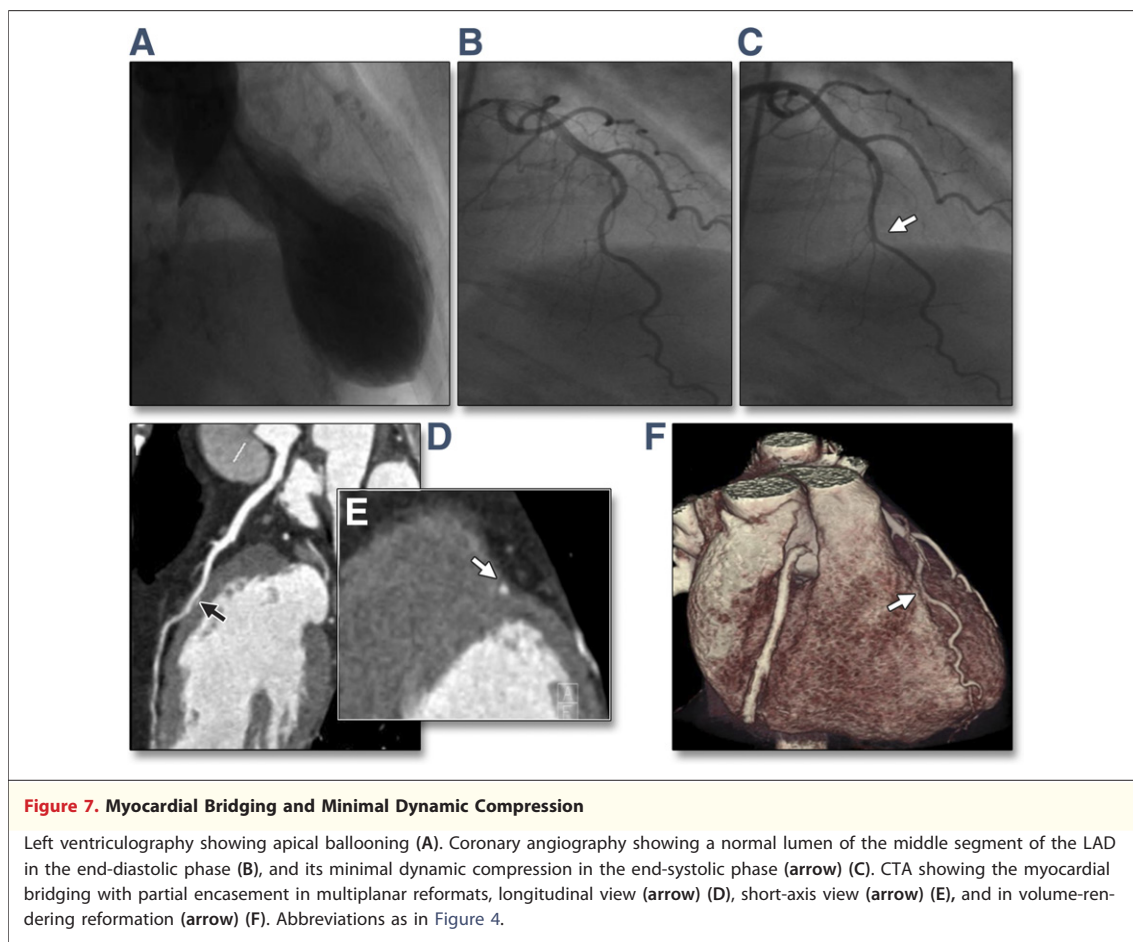 A
B
C
D
E
F
Figure 7. Myocardial Bridging and Minimal Dynamic Compression
Left ventriculography showing apical ballooning (A). Coronary angiography showing a normal lumen of the middle segment of the LAD
in the end-diastolic phase (B), and its minimal dynamic compression in the end-systolic phase (arrow) (C). CTA showing the myocardial
bridging with partial encasement in multiplanar reformats, longitudinal view (arrow) (D), short-axis view (arrow) (E), and in volume-ren-
dering reformation (arrow) (F). Abbreviations as in Figure 4.